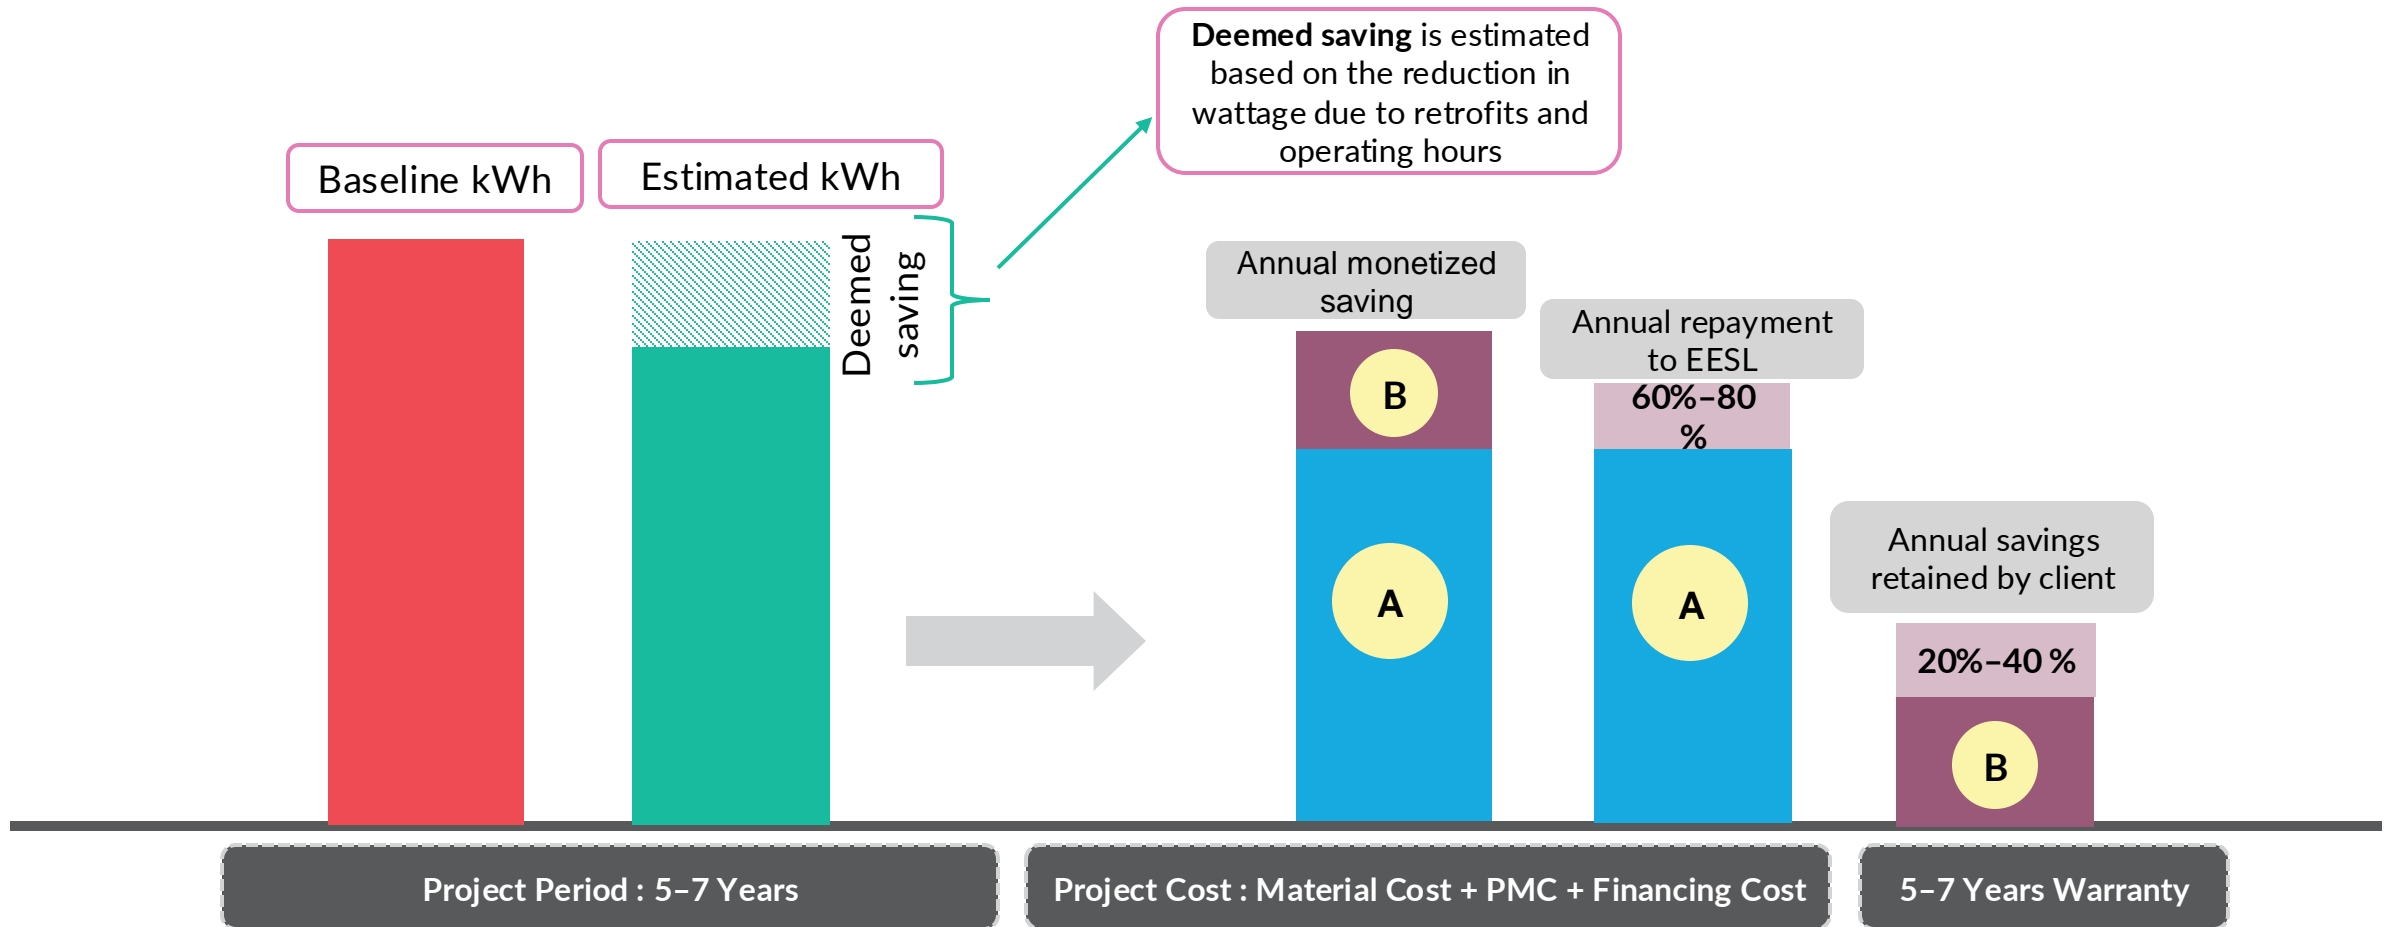 Deemed saving is estimated
based on the reduction in
wattage due to retrofits and
operating hours
Baseline kWh
Estimated kWh
Deemed
saving
Annual monetized
saving
Annual repayment
to EESL
60%–80
%
B
A
A
Annual savings
retained by client
20%–40 %
B
Project Period : 5–7 Years
Project Cost : Material Cost + PMC + Financing Cost
5–7 Years Warranty